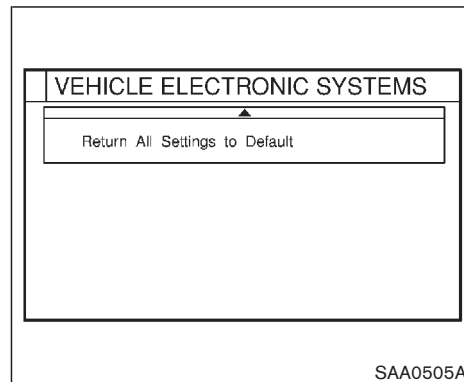 VEHICLE ELECTRONIC SYSTEMS
Return All Settings to Default
SAA0505A